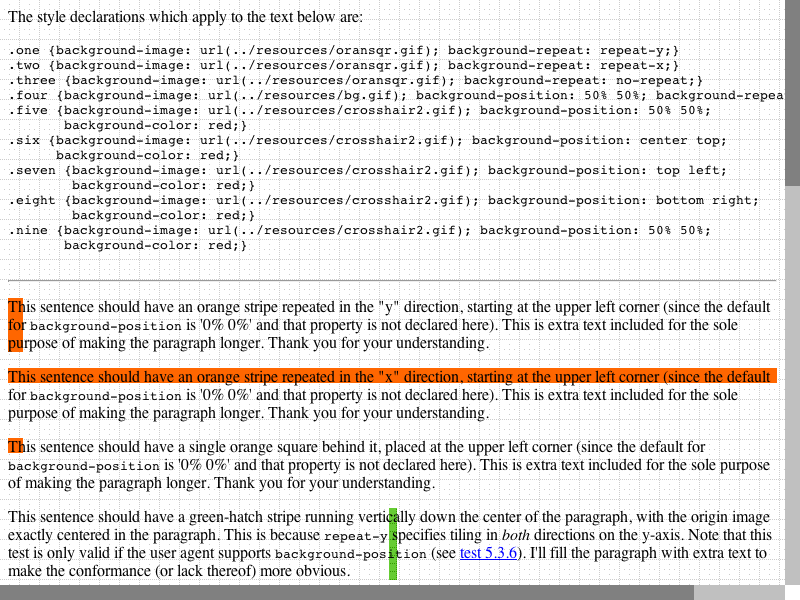 The style declarations which apply to the text below are:
.one {background-image: url(../resources/oransqr.gif); background-repeat: repeat-y;}
.two {background-image: url(../resources/oransqr.gif); background-repeat: repeat-x;}
.three {background-image: url(../resources/oransqr.gif); background-repeat: no-repeat;}
.four {background-image: url(../resources/bg.gif); background-position: 50% 50%; background-repea
.five {background-image: url(../resources/crosshair2.gif); background-position: 50% 50%;
background-color: red;}
.six {background-image: url(../resources/crosshair2.gif); background-position: center top;
background-color: red;}
.seven {background-image: url(../resources/crosshair2.gif); background-position: top left;
background-color: red;}
.eight {background-image: url(../resources/crosshair2.gif); background-position: bottom right;
background-color: red;}
.nine {background-image: url(../resources/crosshair2.gif); background-position: 50% 50%;
background-color: red;}
This sentence should have an orange stripe repeated in the "y" direction, starting at the upper left corner (since the default
for background-position is '0% 0%' and that property is not declared here). This is extra text included for the sole
purpose of making the paragraph longer. Thank you for your understanding.
This sentence should have an orange stripe repeated in the "x" direction, starting at the upper left corner (since the default
for background-position is '0% 0%' and that property is not declared here). This is extra text included for the sole
purpose of making the paragraph longer. Thank you for your understanding.
This sentence should have a single orange square behind it, placed at the upper left corner (since the default for
background-position is '0% 0%' and that property is not declared here). This is extra text included for the sole purpose
of making the paragraph longer. Thank you for your understanding.
This sentence should have a green-hatch stripe running vertically down the center of the paragraph, with the origin image
exactly centered in the paragraph. This is because repeat-y specifies tiling in both directions on the y-axis. Note that this
test is only valid if the user agent supports background-position (see test 5.3.6). I'll fill the paragraph with extra text to
make the conformance (or lack thereof) more obvious.